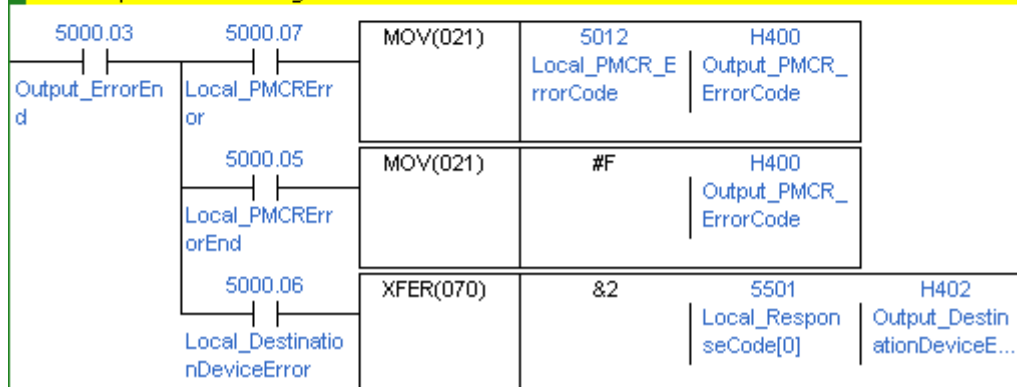 5000.03 5000.07 MOV(021) 5012 H400
Output_ErrorEn
d
Local_PMCRErr
or
Local_PMCR_E
rrorCode
Output_PMCR_
ErrorCode
5000.05 MOV(021) #F H400
Local_PMCRErr
orEnd
Output_PMCR_
ErrorCode
5000.06 XFER(070) &2 5501 H402
Local_Destinatio
nDeviceError
Local_Respon
seCode[0]
Output_Destin
ationDeviceE...